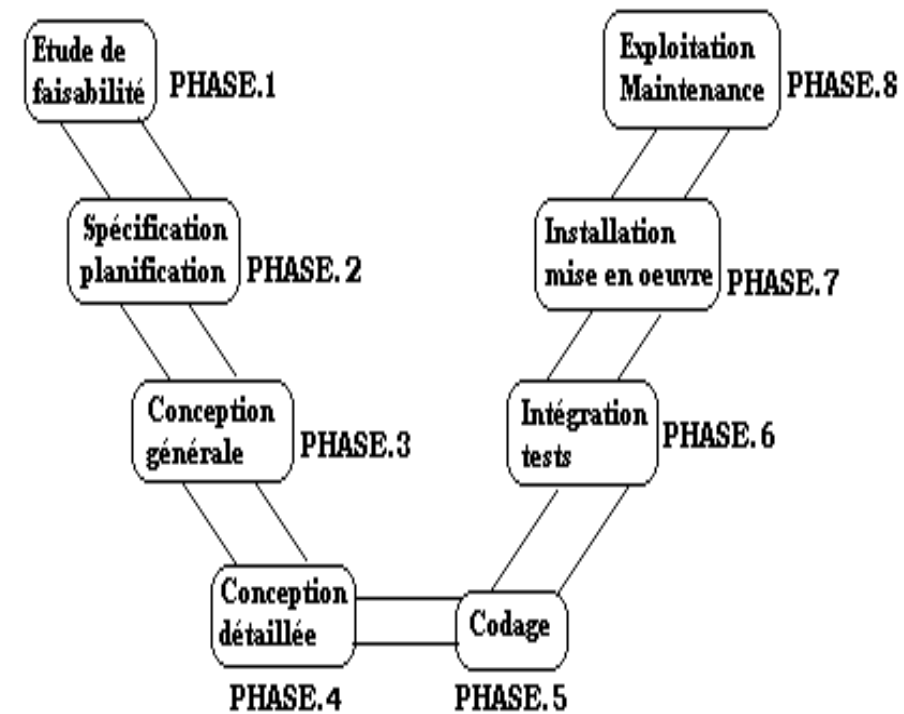 Etude de
faisabilité
PHASE.1
Spécification
planification
PHASE.2
Conception
générale
PHASE.3
Conception
détaillée
PHASE.4
Codage
PHASE.5
Intégration
tests
PHASE.6
Installation
mise en oeuvre
PHASE.7
Exploitation
Maintenance
PHASE.8